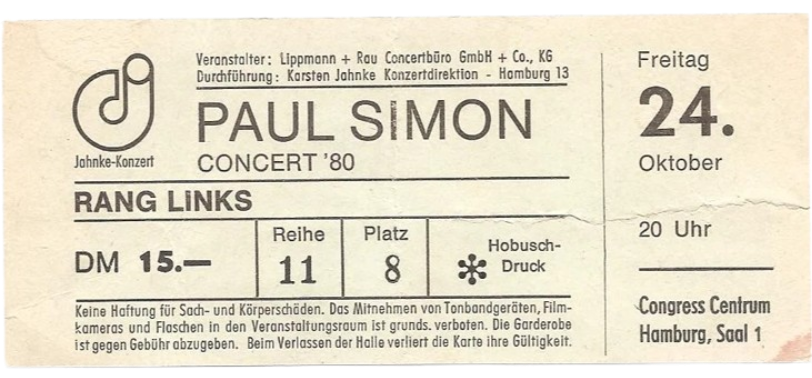 Veranstalter: Lippmann + Rau Concertbüro GmbH + Co., KG
Durchführung: Karsten Jahnke Konzertdirektion - Hamburg 13
Jahnke-Konzert
PAUL SIMON
CONCERT '80
RANG LINKS
DM 15.—
Reihe
11
Platz
8
Hobusch-
Druck
Keine Haftung für Sach- und Körperschäden. Das Mitnehmen von Tonbandgeräten, Film-
kameras und Flaschen in den Veranstaltungsraum ist grunds. verboten. Die Garderobe
ist gegen Gebühr abzugeben. Beim Verlassen der Halle verliert die Karte ihre Gültigkeit.
Freitag
24.
Oktober
20 Uhr
Congress Centrum
Hamburg, Saal 1